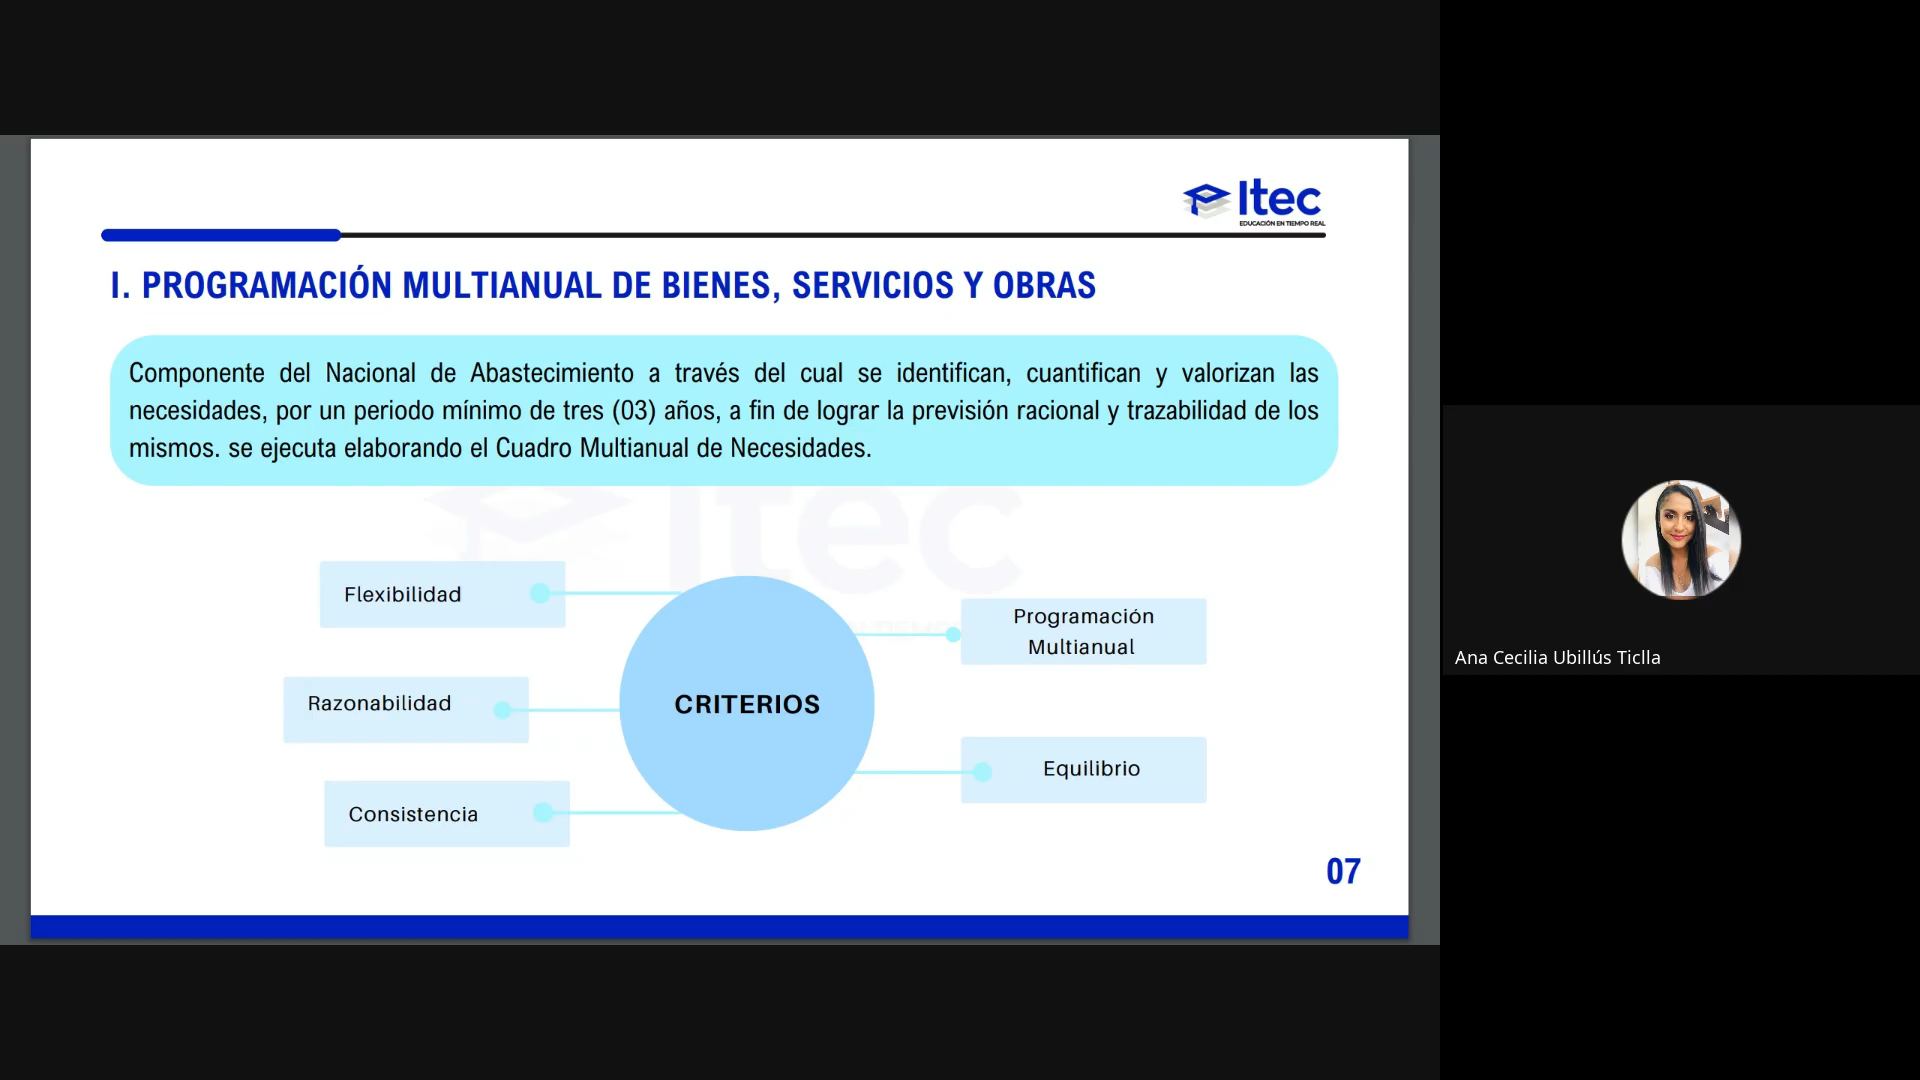 Itec
EDUCACIÓN EN TIEMPO REAL
I. PROGRAMACIÓN MULTIANUAL DE BIENES, SERVICIOS Y OBRAS
Componente del Nacional de Abastecimiento a través del cual se identifican, cuantifican y valorizan las
necesidades, por un periodo mínimo de tres (03) años, a fin de lograr la previsión racional y trazabilidad de los
mismos. se ejecuta elaborando el Cuadro Multianual de Necesidades.
Itec
Flexibilidad
Razonabilidad
Consistencia
CRITERIOS
Programación
Multianual
Equilibrio
07
Ana Cecilia Ubillús Ticlla